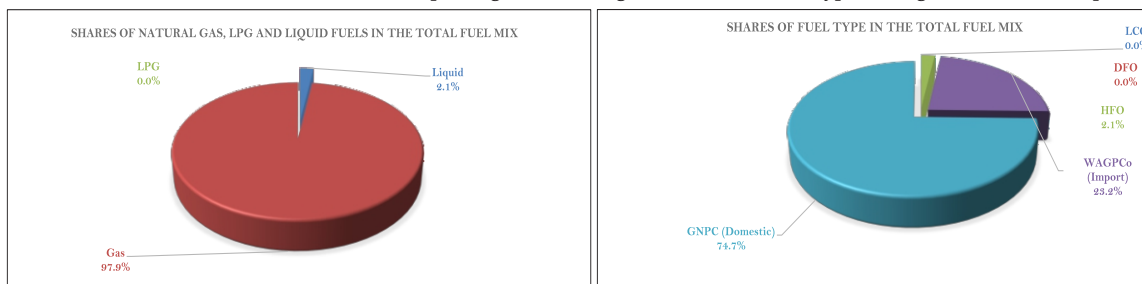 SHARES OF NATURAL GAS, LPG AND LIQUID FUELS IN THE TOTAL FUEL MIX
LPG
0.0%
Liquid
2.1%
Gas
97.9%
SHARES OF FUEL TYPE IN THE TOTAL FUEL MIX
0.0%
DFO
0.0%
HFO
2.1%
WAGPCo
(Import)
23.2%
GNPC (Domestic)
74.7%